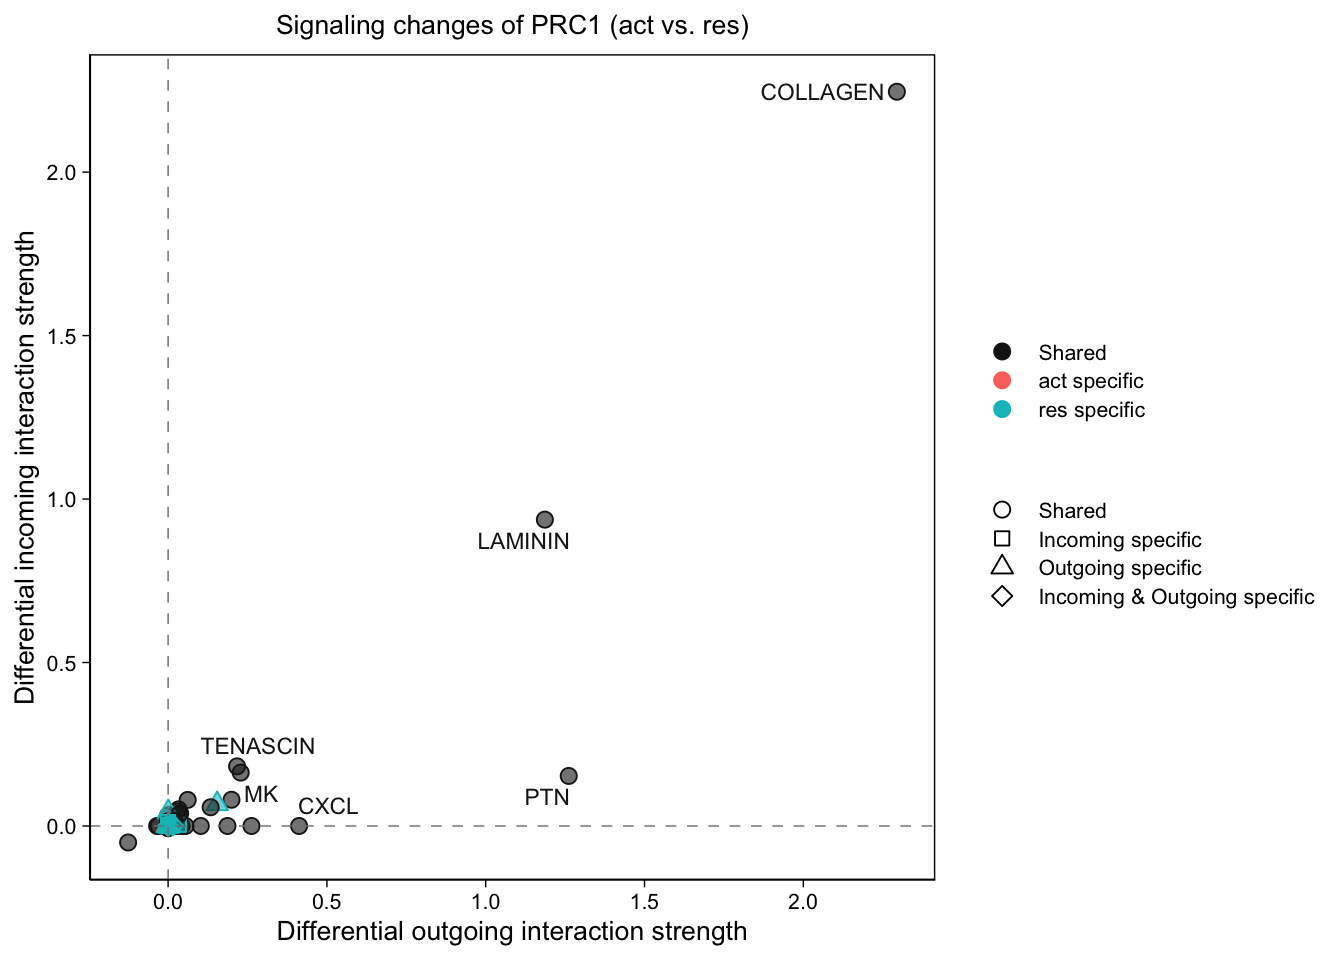 Signaling changes of PRC1 (act vs. res)
COLLAGEN
LAMININ
TENASCIN
MK
CXCL
PTN
Differential incoming interaction strength
2.0
1.5
1.0
0.5
0.0
0.0 0.5 1.0 1.5 2.0
Differential outgoing interaction strength
Shared
act specific
res specific
Shared
Incoming specific
Outgoing specific
Incoming & Outgoing specific